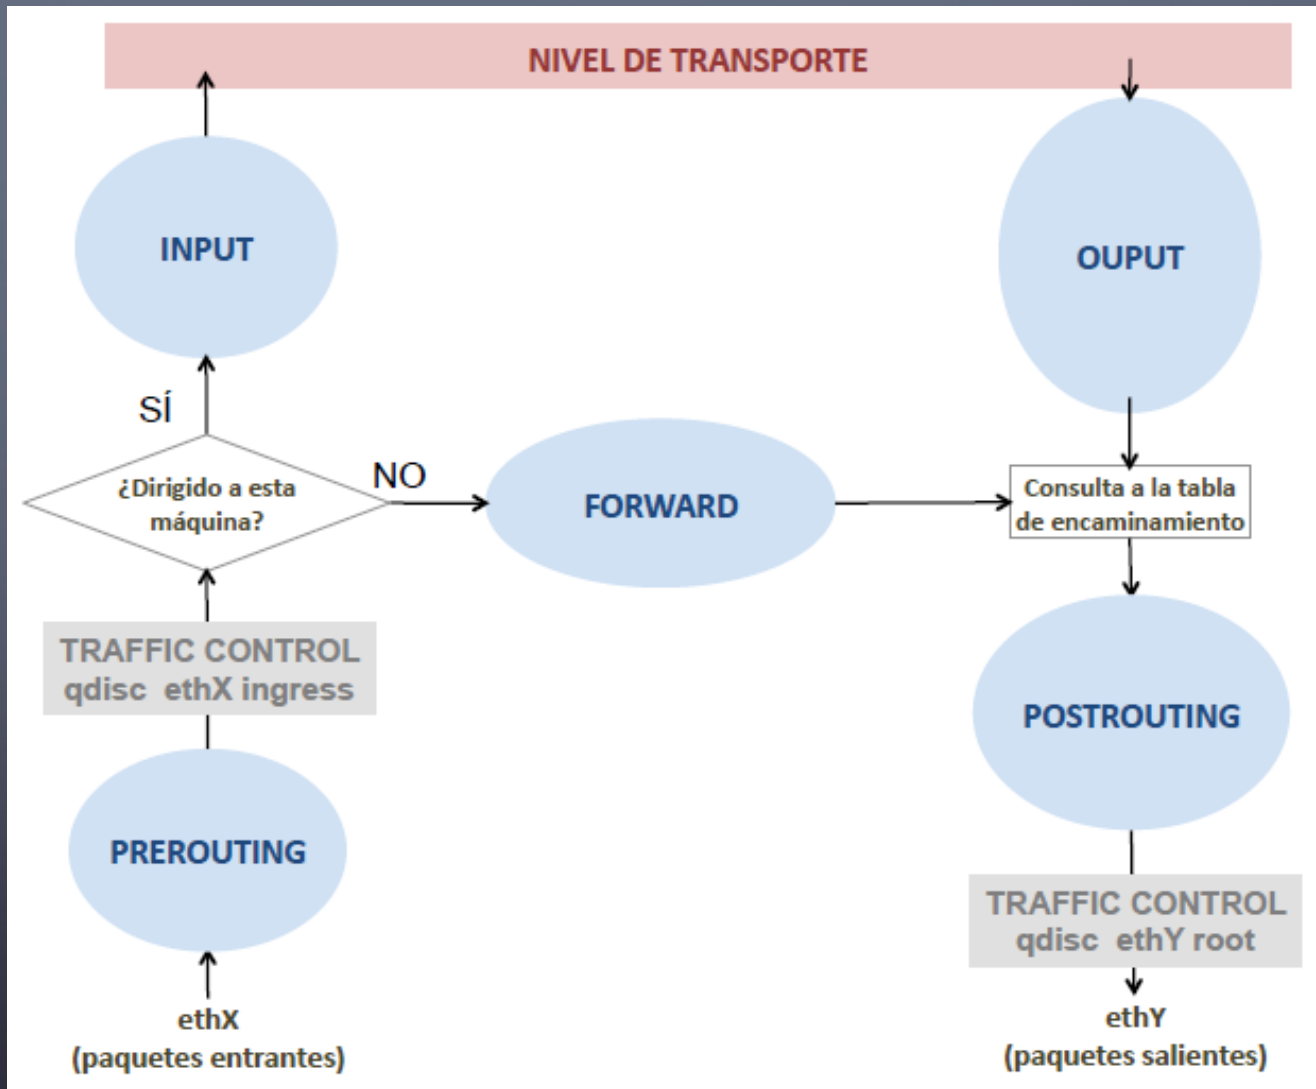 NIVEL DE TRANSPORTE
INPUT
OUPUT
SÍ
¿Dirigido a esta
máquina?
NO
FORWARD
Consulta a la tabla
de encaminamiento
TRAFFIC CONTROL
qdisc ethX ingress
POSTROUTING
PREROUTING
TRAFFIC CONTROL
qdisc ethY root
ethX
(paquetes entrantes)
ethY
(paquetes salientes)